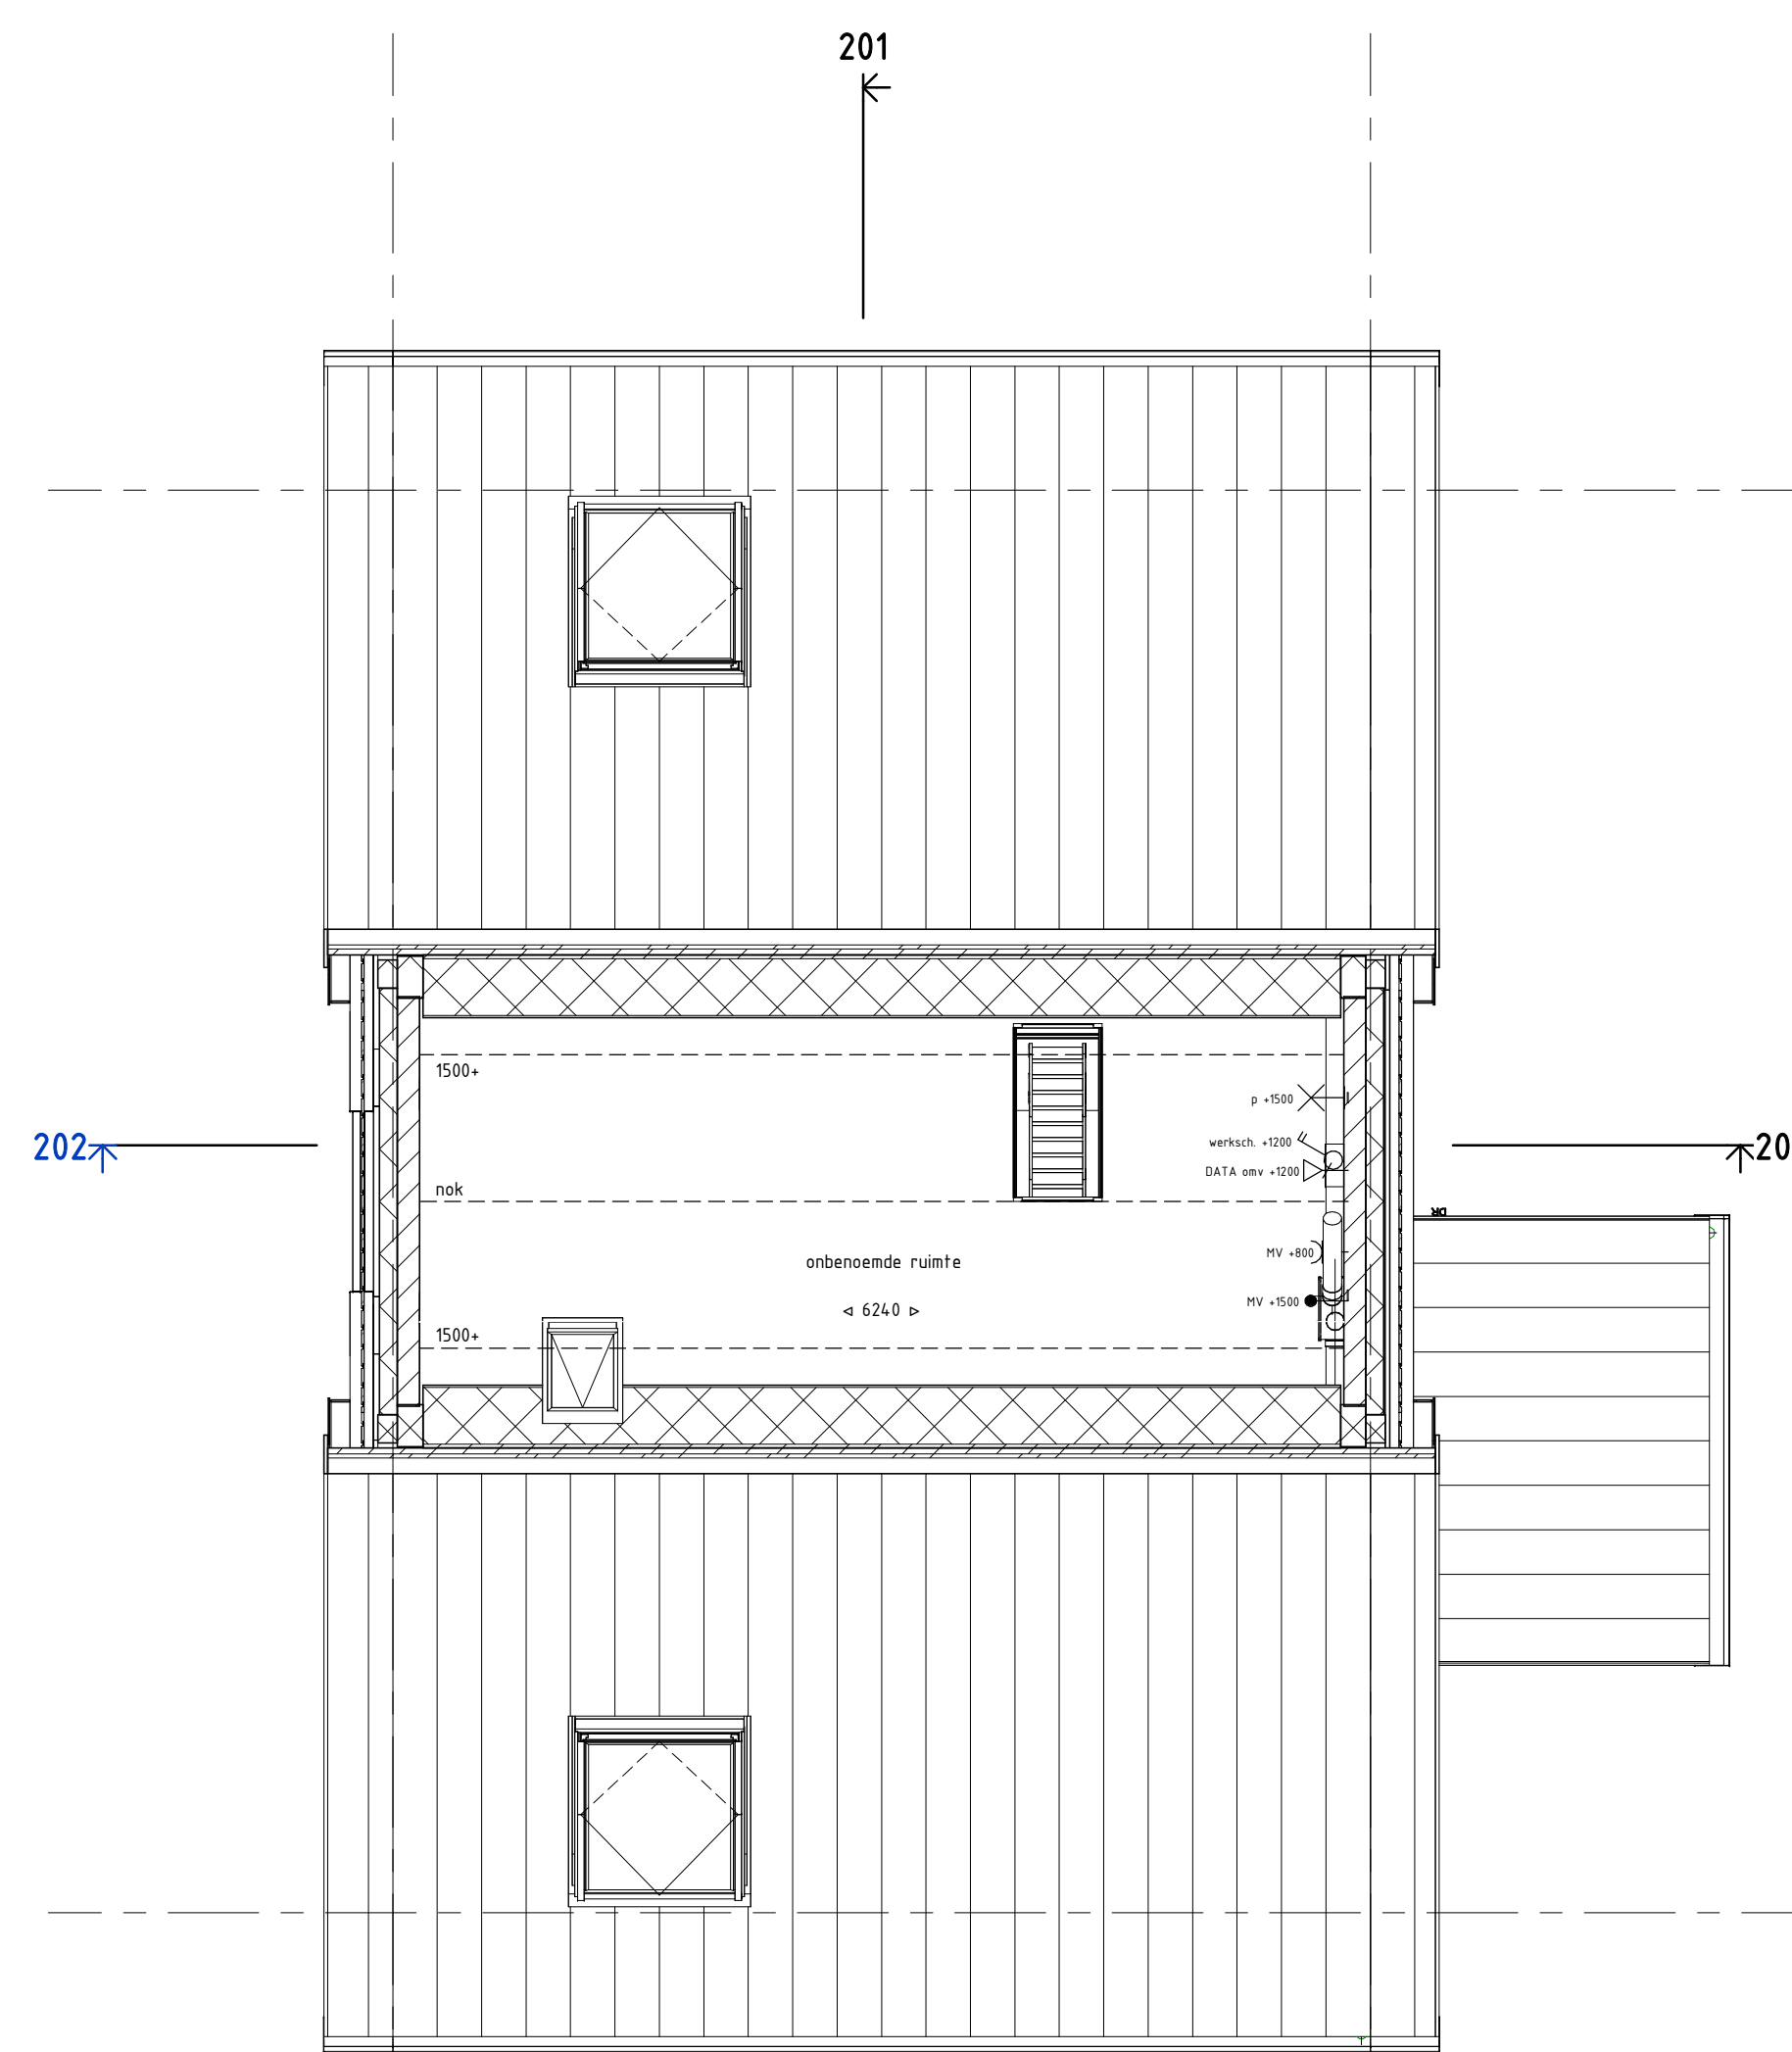 201
1500+
p +1500
202
werksch. +1200
20
DATA omv +1200
nok
DR
MV +800
onbenoemde ruimte
MV +1500
◁ 6240 ▷
1500+